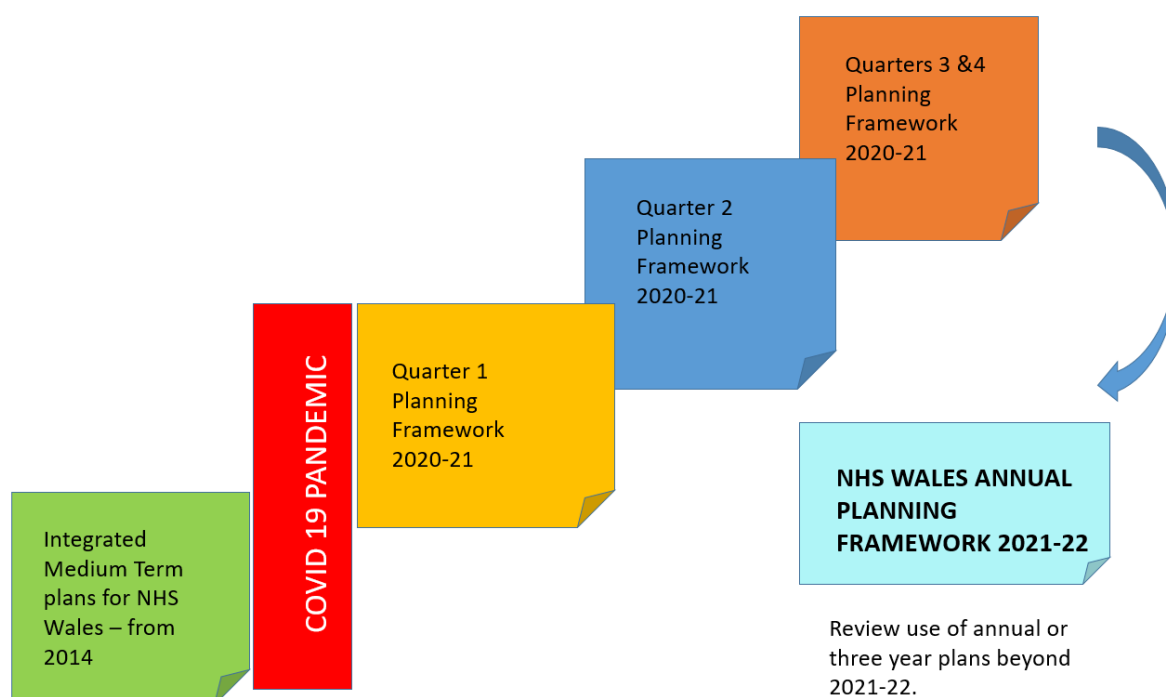 Integrated
Medium Term
plans for NHS
Wales – from
2014
COVID 19 PANDEMIC
Quarter 1
Planning
Framework
2020-21
Quarter 2
Planning
Framework
2020-21
Quarters 3 &4
Planning
Framework
2020-21
NHS WALES ANNUAL
PLANNING
FRAMEWORK 2021-22
Review use of annual or
three year plans beyond
2021-22.